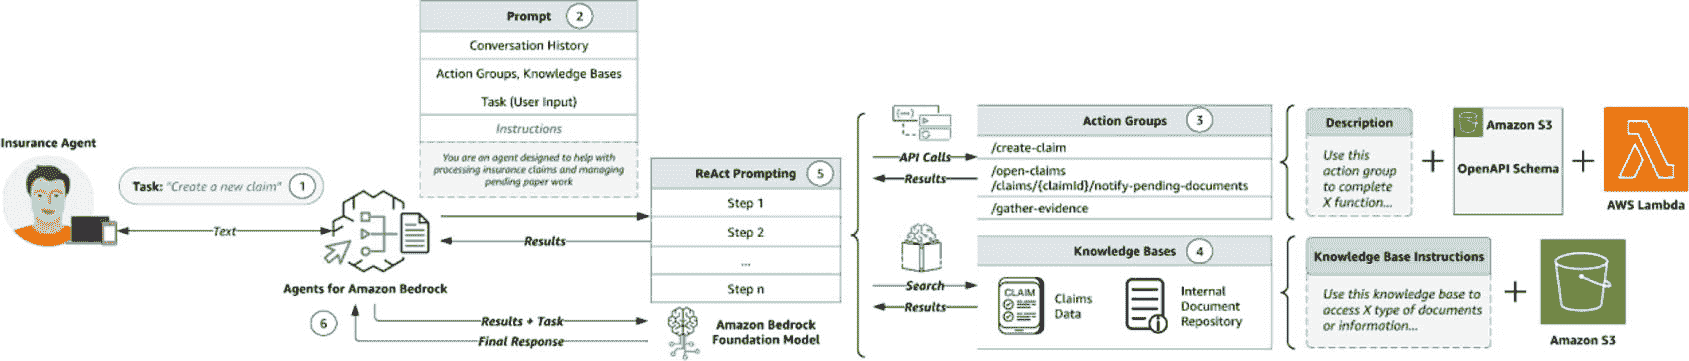 Insurance Agent
Task: "Create a new claim" 1
Text
Agents for Amazon Bedrock
Prompt 2
Conversation History
Action Groups, Knowledge Bases
Task (User Input)
Instructions
You are an agent designed to help with
processing insurance claims and managing
pending paper work
Results
6
Results + Task
Final Response
ReAct Prompting 5
Step 1
Step 2
...
Step n
Amazon Bedrock
Foundation Model
API Calls
Results
Action Groups 3
/create-claim
/open-claims
/claims/{claimId}/notify-pending-documents
/gather-evidence
Description
Use this
action group
to complete
X function...
+
Amazon S3
OpenAPI Schema
+
AWS Lambda
Search
Results
Knowledge Bases 4
CLAIM
Claims
Data
Internal
Document
Repository
Knowledge Base Instructions
Use this knowledge base to
access X type of documents
or information...
+
Amazon S3